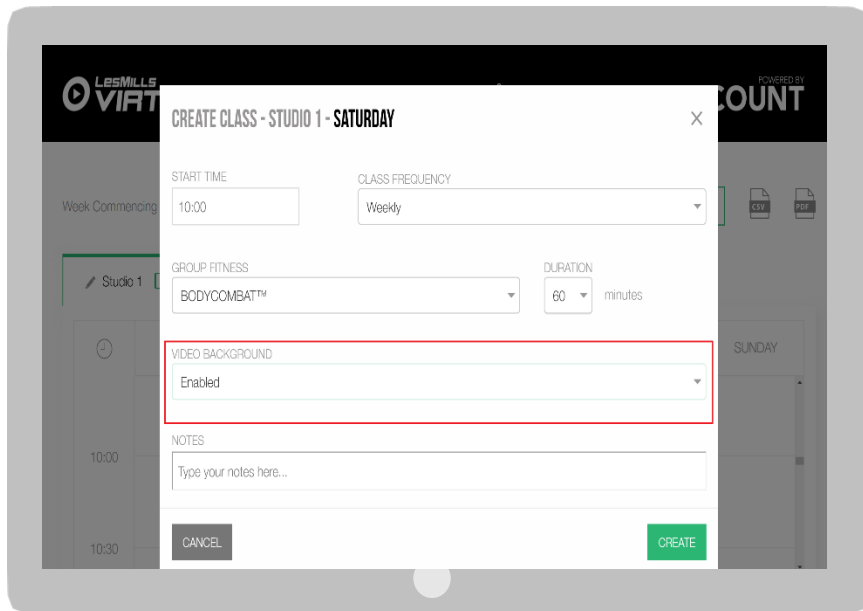 LesMILLS
VIRT
POWERED BY
COUNT
CREATE CLASS - STUDIO 1 - SATURDAY
X
START TIME
CLASS FREQUENCY
10:00
Weekly
Week Commencing
CSV
PDF
GROUP FITNESS
DURATION
Studio 1
BODYCOMBAT™
60
minutes
VIDEO BACKGROUND
SUNDAY
Enabled
NOTES
10:00
Type your notes here...
CANCEL
CREATE
10:30